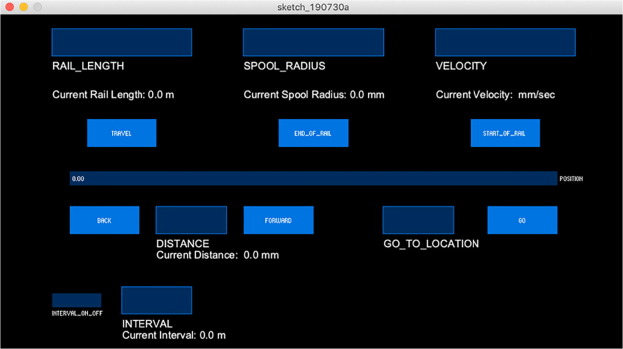 sketch_190730a
RAIL_LENGTH SPOOL_RADIUS VELOCITY
Current Rail Length: 0.0 m Current Spool Radius: 0.0 mm Current Velocity: mm/sec
TRAVEL END_OF_RAIL START_OF_RAIL
0.00 POSITION
BACK FORWARD GO
DISTANCE GO_TO_LOCATION
Current Distance: 0.0 mm
INTERVAL_ON_OFF
INTERVAL
Current Interval: 0.0 m